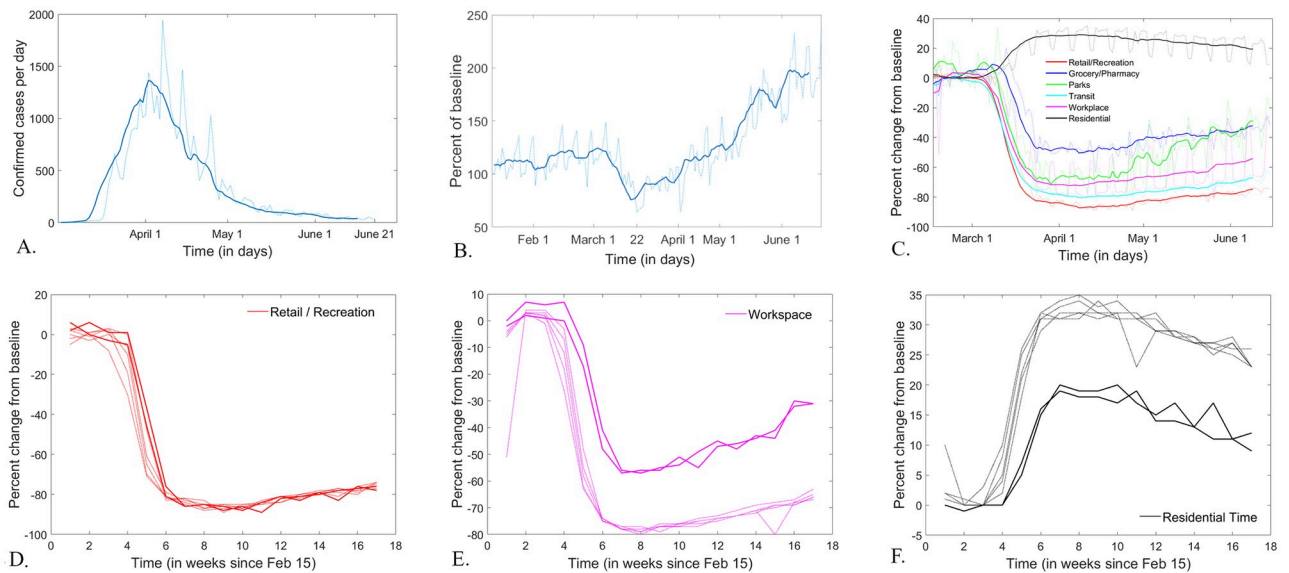 2000
1500
1000
500
0
Confirmed cases per day
April 1
May 1
June 1
June 21
Time (in days)
A.
250
200
150
100
50
Percent of baseline
Feb 1
March 1
22
April 1
May 1
June 1
Time (in days)
B.
40
20
0
-20
-40
-60
-80
-100
Percent change from baseline
Retail/Recreation
Grocery/Pharmacy
Parks
Transit
Workplace
Residential
March 1
April 1
May 1
June 1
Time (in days)
C.
20
0
-20
-40
-60
-80
-100
Percent change from baseline
Retail / Recreation
0 2 4 6 8 10 12 14 16 18
Time (in weeks since Feb 15)
D.
10
0
-10
-20
-30
-40
-50
-60
-70
-80
Percent change from baseline
Workspace
0 2 4 6 8 10 12 14 16 18
Time (in weeks since Feb 15)
E.
35
30
25
20
15
10
5
0
-5
Percent change from baseline
Residential Time
0 2 4 6 8 10 12 14 16 18
Time (in weeks since Feb 15)
F.